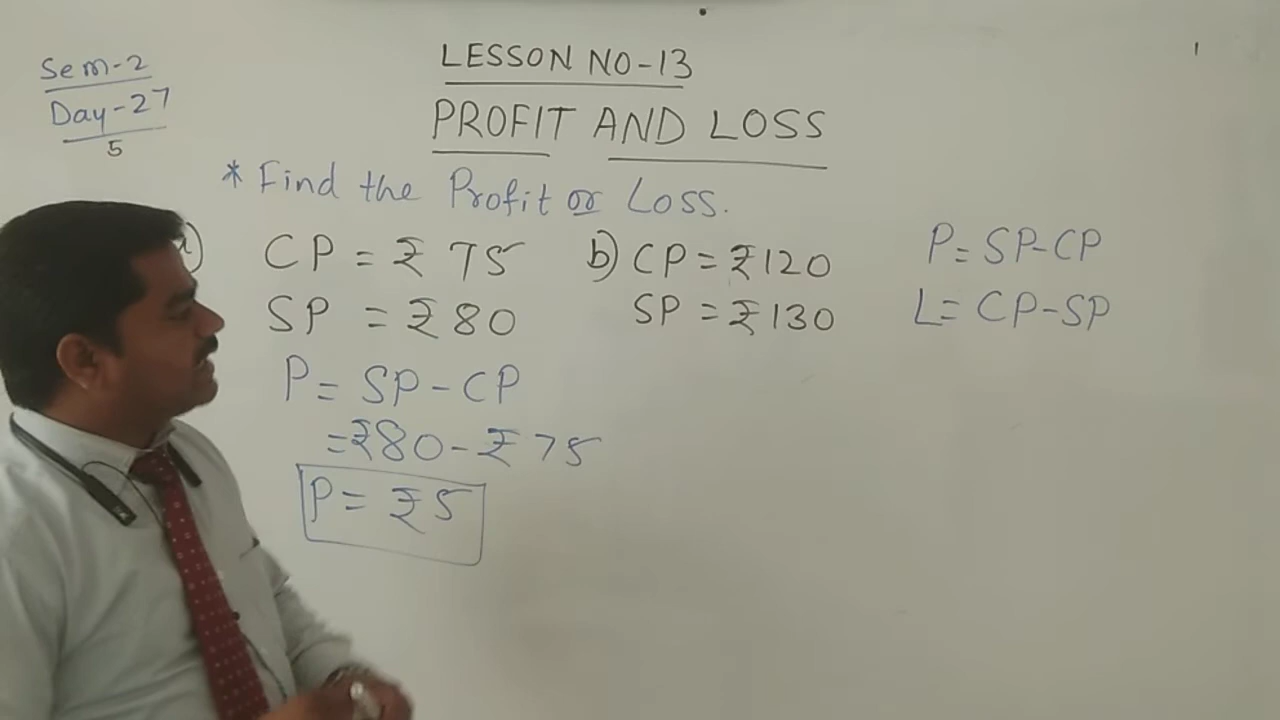 Sem-2
Day-27
5
LESSON NO-13
PROFIT AND LOSS
* Find the Profit or Loss.
CP = ₹ 75
SP = ₹80
P = SP - CP
= ₹80 - ₹75
P = ₹5
b) CP = ₹120
SP = ₹130
P = SP-CP
L = CP-SP